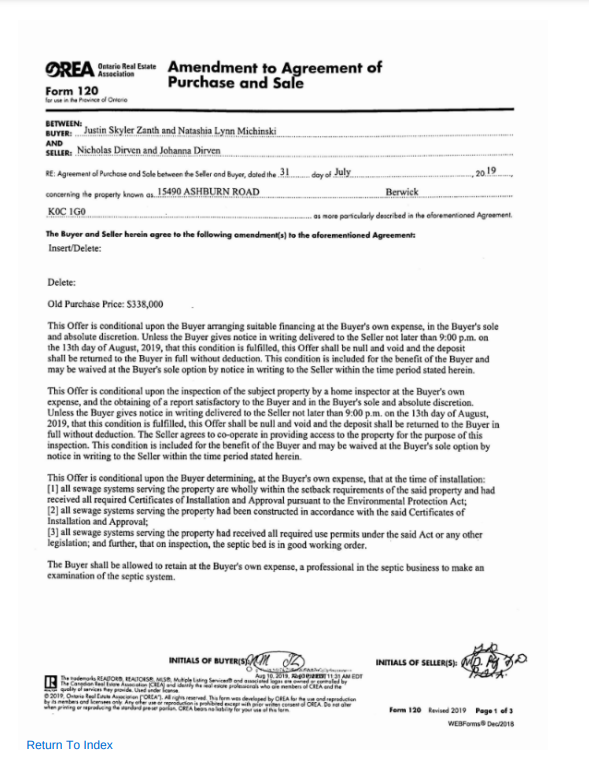 OREA Ontario Real Estate Association
Amendment to Agreement of
Purchase and Sale
Form 120
for use in the Province of Ontario
BETWEEN:
BUYER: Justin Skyler Zanth and Natashia Lynn Michinski
AND
SELLER: Nicholas Dirven and Johanna Dirven
RE: Agreement of Purchase and Sale between the Seller and Buyer, dated the 31 day of July, 20 19
concerning the property known as 15490 ASHBURN ROAD Berwick
K0C 1G0 as more particularly described in the aforementioned Agreement.
The Buyer and Seller herein agree to the following amendment(s) to the aforementioned Agreement:
Insert/Delete:
Delete:
Old Purchase Price: $338,000
This Offer is conditional upon the Buyer arranging suitable financing at the Buyer's own expense, in the Buyer's sole
and absolute discretion. Unless the Buyer gives notice in writing delivered to the Seller not later than 9:00 p.m. on
the 13th day of August, 2019, that this condition is fulfilled, this Offer shall be null and void and the deposit
shall be returned to the Buyer in full without deduction. This condition is included for the benefit of the Buyer and
may be waived at the Buyer's sole option by notice in writing to the Seller within the time period stated herein.
This Offer is conditional upon the inspection of the subject property by a home inspector at the Buyer's own
expense, and the obtaining of a report satisfactory to the Buyer and in the Buyer's sole and absolute discretion.
Unless the Buyer gives notice in writing delivered to the Seller not later than 9:00 p.m. on the 13th day of August,
2019, that this condition is fulfilled, this Offer shall be null and void and the deposit shall be returned to the Buyer in
full without deduction. The Seller agrees to co-operate in providing access to the property for the purpose of this
inspection. This condition is included for the benefit of the Buyer and may be waived at the Buyer's sole option by
notice in writing to the Seller within the time period stated herein.
This Offer is conditional upon the Buyer determining, at the Buyer's own expense, that at the time of installation:
[1] all sewage systems serving the property are wholly within the setback requirements of the said property and had
received all required Certificates of Installation and Approval pursuant to the Environmental Protection Act;
[2] all sewage systems serving the property had been constructed in accordance with the said Certificates of
Installation and Approval;
[3] all sewage systems serving the property had received all required use permits under the said Act or any other
legislation; and further, that on inspection, the septic bed is in good working order.
The Buyer shall be allowed to retain at the Buyer's own expense, a professional in the septic business to make an
examination of the septic system.
INITIALS OF BUYER(S):
INITIALS OF SELLER(S):
Aug 10, 2019, 11:31 AM EDT
The trademarks REALTOR®, REALTORS®, MLS®, Multiple Listing Services® and associated logos are owned or controlled by
The Canadian Real Estate Association (CREA) and identify the real estate professionals who are members of CREA and the
quality of services they provide. Used under license.
© 2019, Ontario Real Estate Association ("OREA"). All rights reserved. This form was developed by OREA for the use and reproduction
by its members and licensees only. Any other use or reproduction is prohibited except with prior written consent of OREA. Do not alter
when printing or reproducing the standard pre-set portion. OREA bears no liability for your use of this form.
Form 120 Revised 2019 Page 1 of 3
WEBForms® Dec/2018
Return To Index